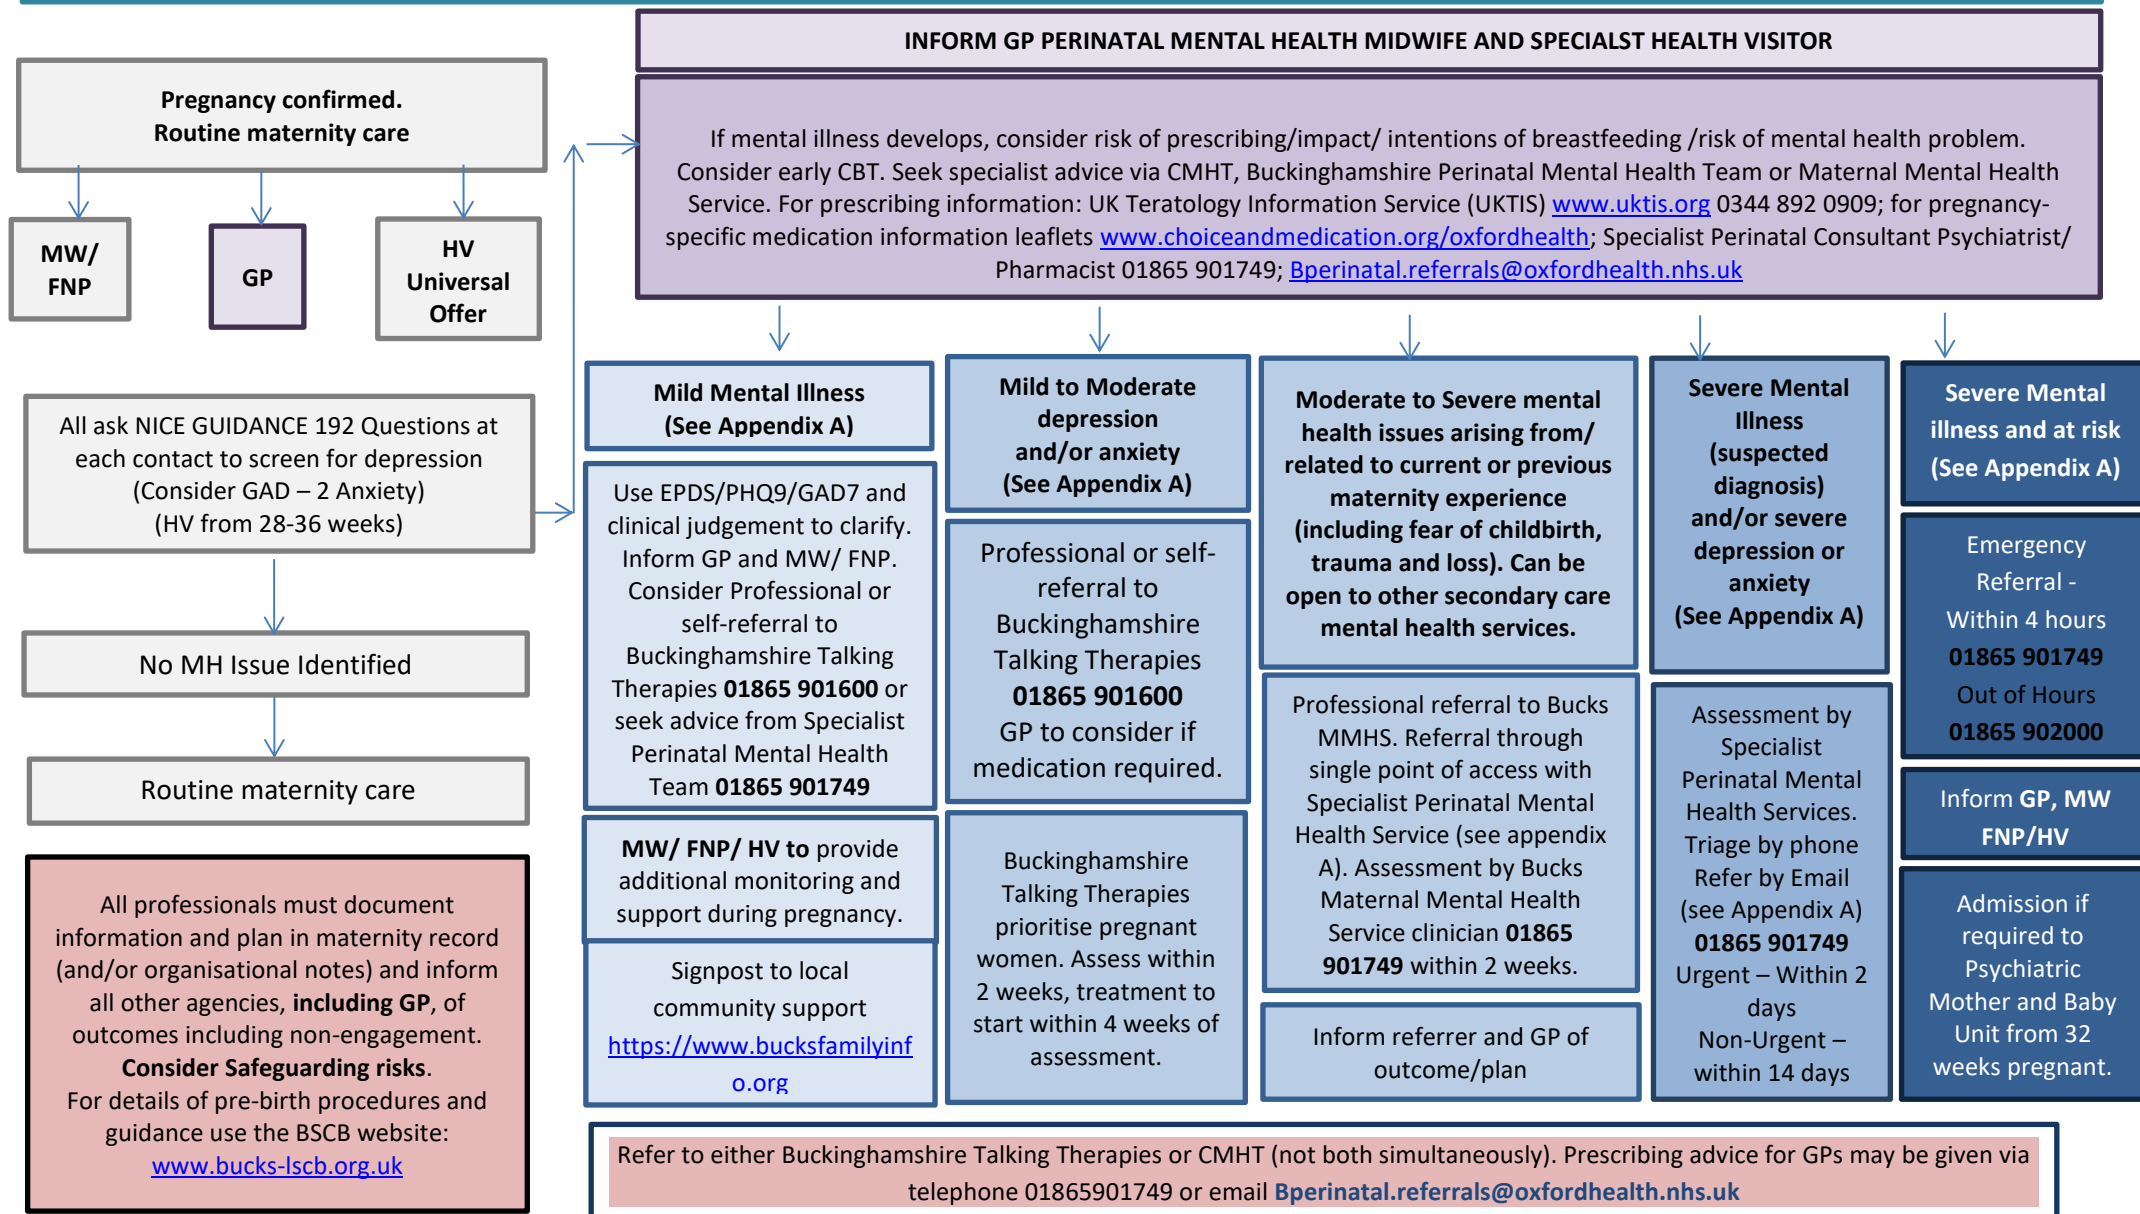 INFORM GP PERINATAL MENTAL HEALTH MIDWIFE AND SPECIALST HEALTH VISITOR
Pregnancy confirmed.
Routine maternity care
MW/
FNP
GP
HV
Universal
Offer
If mental illness develops, consider risk of prescribing/impact/ intentions of breastfeeding /risk of mental health problem.
Consider early CBT. Seek specialist advice via CMHT, Buckinghamshire Perinatal Mental Health Team or Maternal Mental Health
Service. For prescribing information: UK Teratology Information Service (UKTIS) www.uktis.org 0344 892 0909; for pregnancy-
specific medication information leaflets www.choiceandmedication.org/oxfordhealth; Specialist Perinatal Consultant Psychiatrist/
Pharmacist 01865 901749; Bperinatal.referrals@oxfordhealth.nhs.uk
All ask NICE GUIDANCE 192 Questions at
each contact to screen for depression
(Consider GAD – 2 Anxiety)
(HV from 28-36 weeks)
No MH Issue Identified
Routine maternity care
All professionals must document
information and plan in maternity record
(and/or organisational notes) and inform
all other agencies, including GP, of
outcomes including non-engagement.
Consider Safeguarding risks.
For details of pre-birth procedures and
guidance use the BSCB website:
www.bucks-lscb.org.uk
Mild Mental Illness
(See Appendix A)
Use EPDS/PHQ9/GAD7 and
clinical judgement to clarify.
Inform GP and MW/ FNP.
Consider Professional or
self-referral to
Buckinghamshire Talking
Therapies 01865 901600 or
seek advice from Specialist
Perinatal Mental Health
Team 01865 901749
MW/ FNP/ HV to provide
additional monitoring and
support during pregnancy.
Signpost to local
community support
https://www.bucksfamilyinf
o.org
Mild to Moderate
depression
and/or anxiety
(See Appendix A)
Professional or self-
referral to
Buckinghamshire
Talking Therapies
01865 901600
GP to consider if
medication required.
Buckinghamshire
Talking Therapies
prioritise pregnant
women. Assess within
2 weeks, treatment to
start within 4 weeks of
assessment.
Moderate to Severe mental
health issues arising from/
related to current or previous
maternity experience
(including fear of childbirth,
trauma and loss). Can be
open to other secondary care
mental health services.
Professional referral to Bucks
MMHS. Referral through
single point of access with
Specialist Perinatal Mental
Health Service (see appendix
A). Assessment by Bucks
Maternal Mental Health
Service clinician 01865
901749 within 2 weeks.
Inform referrer and GP of
outcome/plan
Severe Mental
Illness
(suspected
diagnosis)
and/or severe
depression or
anxiety
(See Appendix A)
Assessment by
Specialist
Perinatal Mental
Health Services.
Triage by phone
Refer by Email
(see Appendix A)
01865 901749
Urgent – Within 2
days
Non-Urgent –
within 14 days
Severe Mental
illness and at risk
(See Appendix A)
Emergency
Referral -
Within 4 hours
01865 901749
Out of Hours
01865 902000
Inform GP, MW
FNP/HV
Admission if
required to
Psychiatric
Mother and Baby
Unit from 32
weeks pregnant.
Refer to either Buckinghamshire Talking Therapies or CMHT (not both simultaneously). Prescribing advice for GPs may be given via
telephone 01865901749 or email Bperinatal.referrals@oxfordhealth.nhs.uk